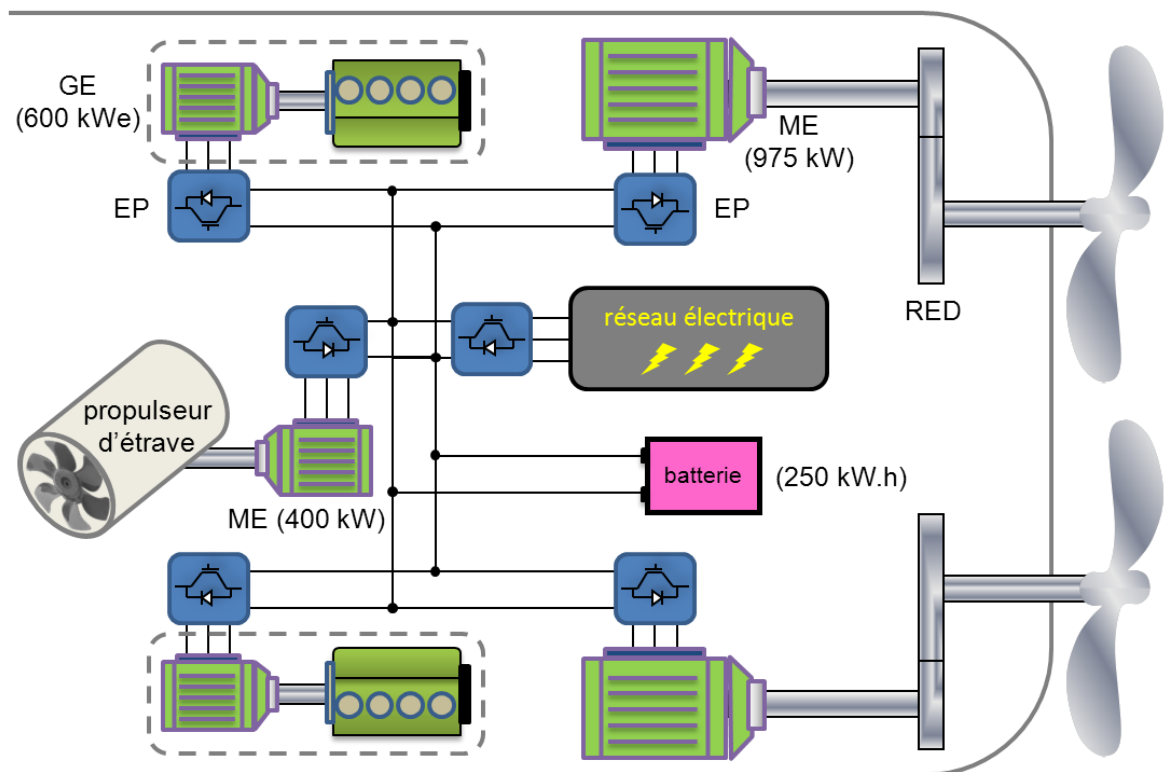 GE
(600 kWe)
ME
(975 kW)
EP
EP
RED
réseau électrique
propulseur
d'étrave
batterie
(250 kW.h)
ME (400 kW)